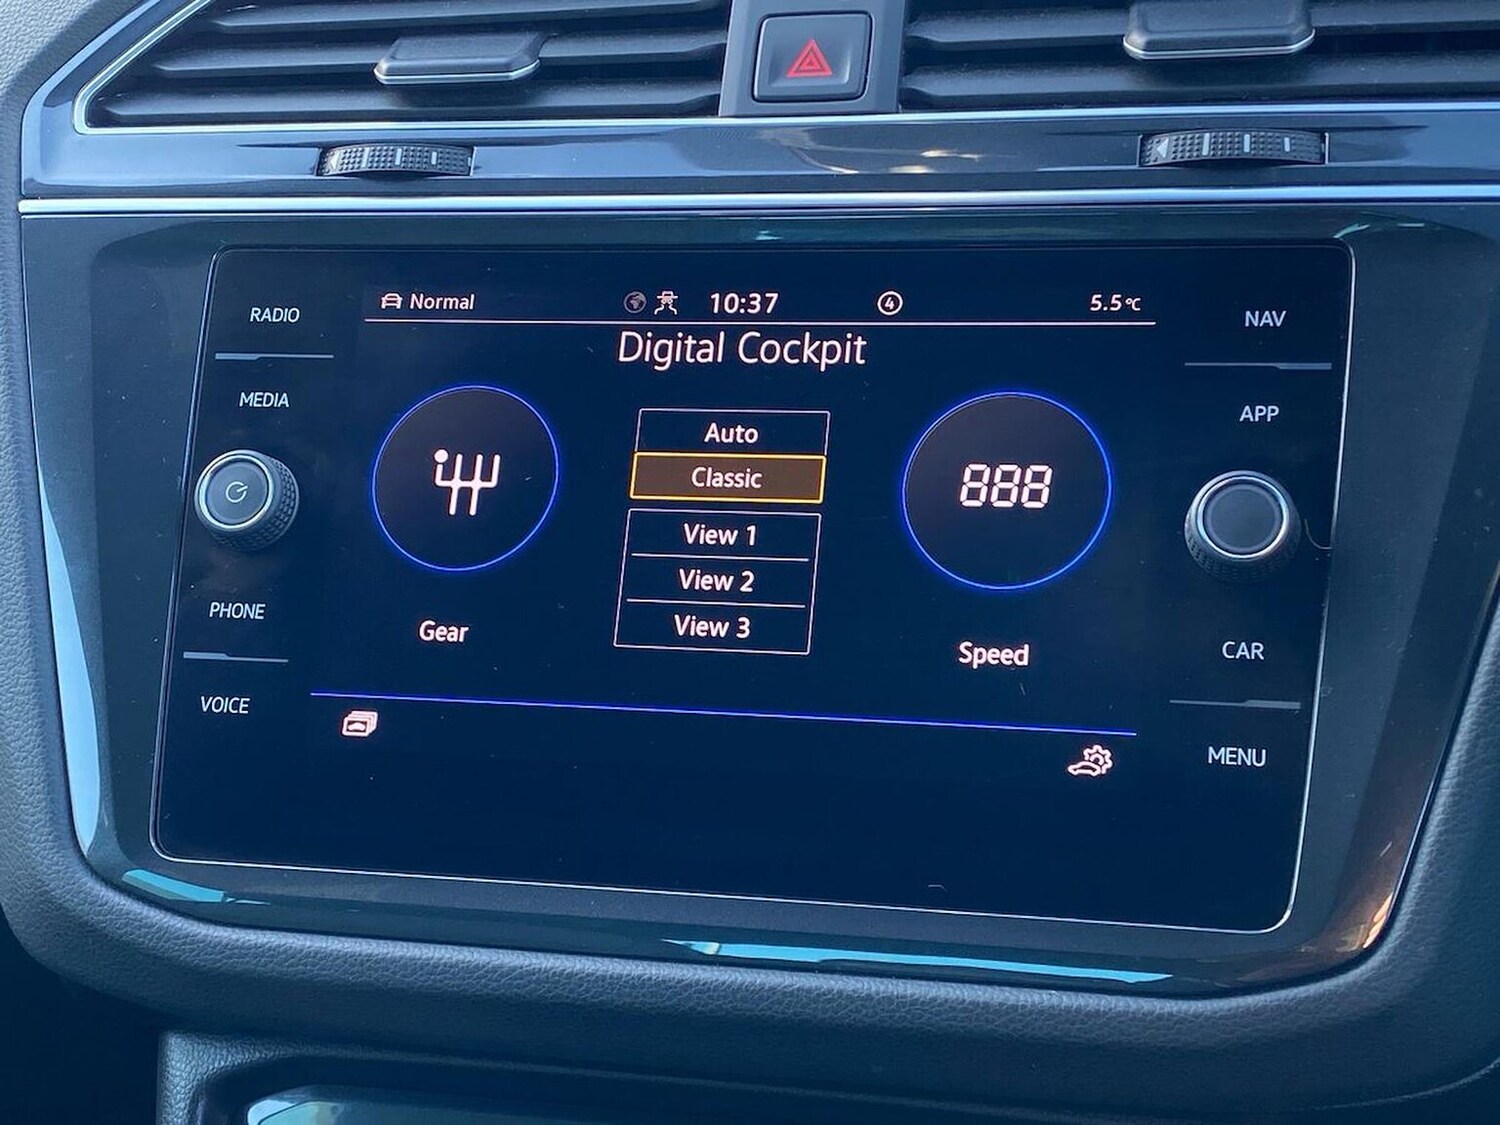 RADIO
MEDIA
PHONE
VOICE
Normal
10:37
4
5.5°C
Digital Cockpit
Auto
Classic
View 1
View 2
View 3
Gear
888
Speed
NAV
APP
CAR
MENU